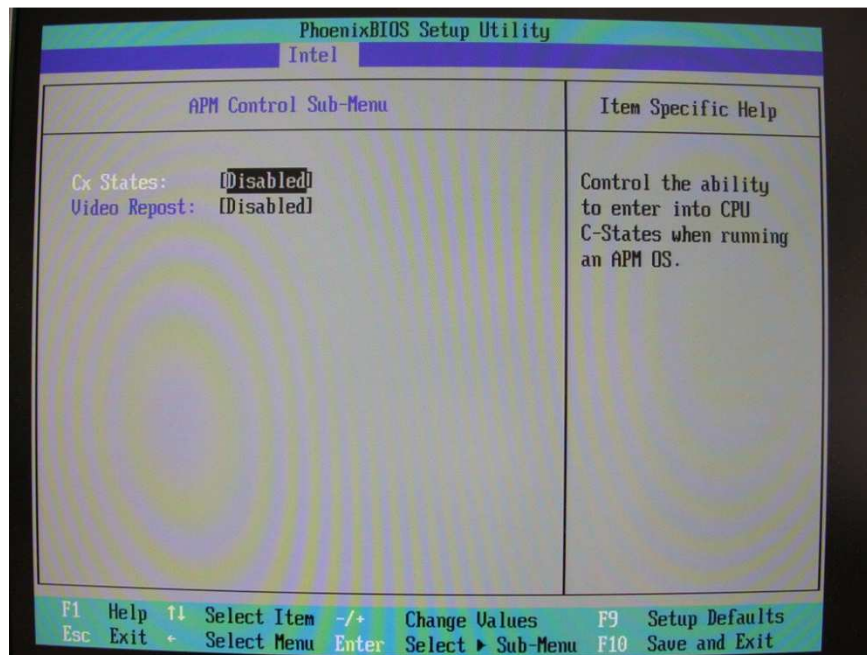 PhoenixBIOS Setup Utility
Intel
APM Control Sub-Menu
Item Specific Help
Cx States: [Disabled]
Video Repost: [Disabled]
Control the ability
to enter into CPU
C-States when running
an APM OS.
F1 Help ↑↓ Select Item -/+ Change Values F9 Setup Defaults
Esc Exit ← Select Menu Enter Select ▶ Sub-Menu F10 Save and Exit